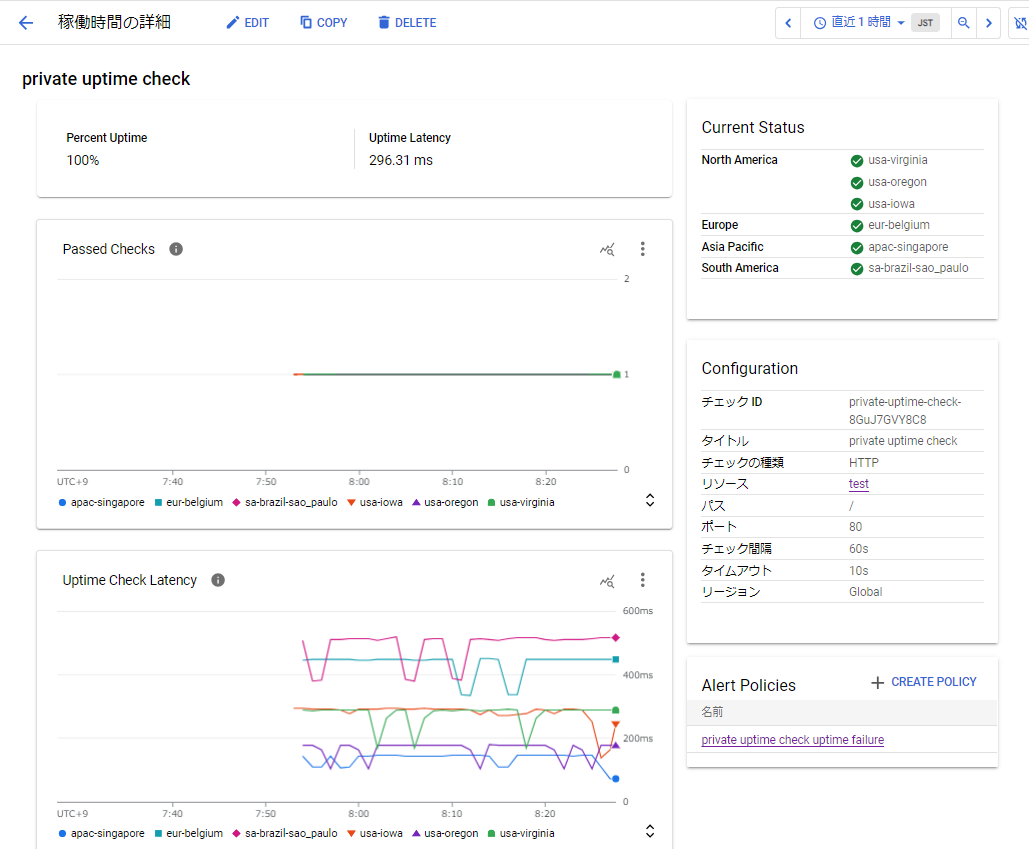 稼働時間の詳細 EDIT COPY DELETE 直近 1 時間 JST
private uptime check
Percent Uptime
100%
Uptime Latency
296.31 ms
Passed Checks
2
1
0
UTC+9 7:40 7:50 8:00 8:10 8:20
apac-singapore eur-belgium sa-brazil-sao_paulo usa-iowa usa-oregon usa-virginia
Uptime Check Latency
600ms
400ms
200ms
0
UTC+9 7:40 7:50 8:00 8:10 8:20
apac-singapore eur-belgium sa-brazil-sao_paulo usa-iowa usa-oregon usa-virginia
Current Status
North America usa-virginia
usa-oregon
usa-iowa
Europe eur-belgium
Asia Pacific apac-singapore
South America sa-brazil-sao_paulo
Configuration
チェック ID private-uptime-check-
8GuJ7GVY8C8
タイトル private uptime check
チェックの種類 HTTP
リソース test
パス /
ポート 80
チェック間隔 60s
タイムアウト 10s
リージョン Global
Alert Policies CREATE POLICY
名前
private uptime check uptime failure